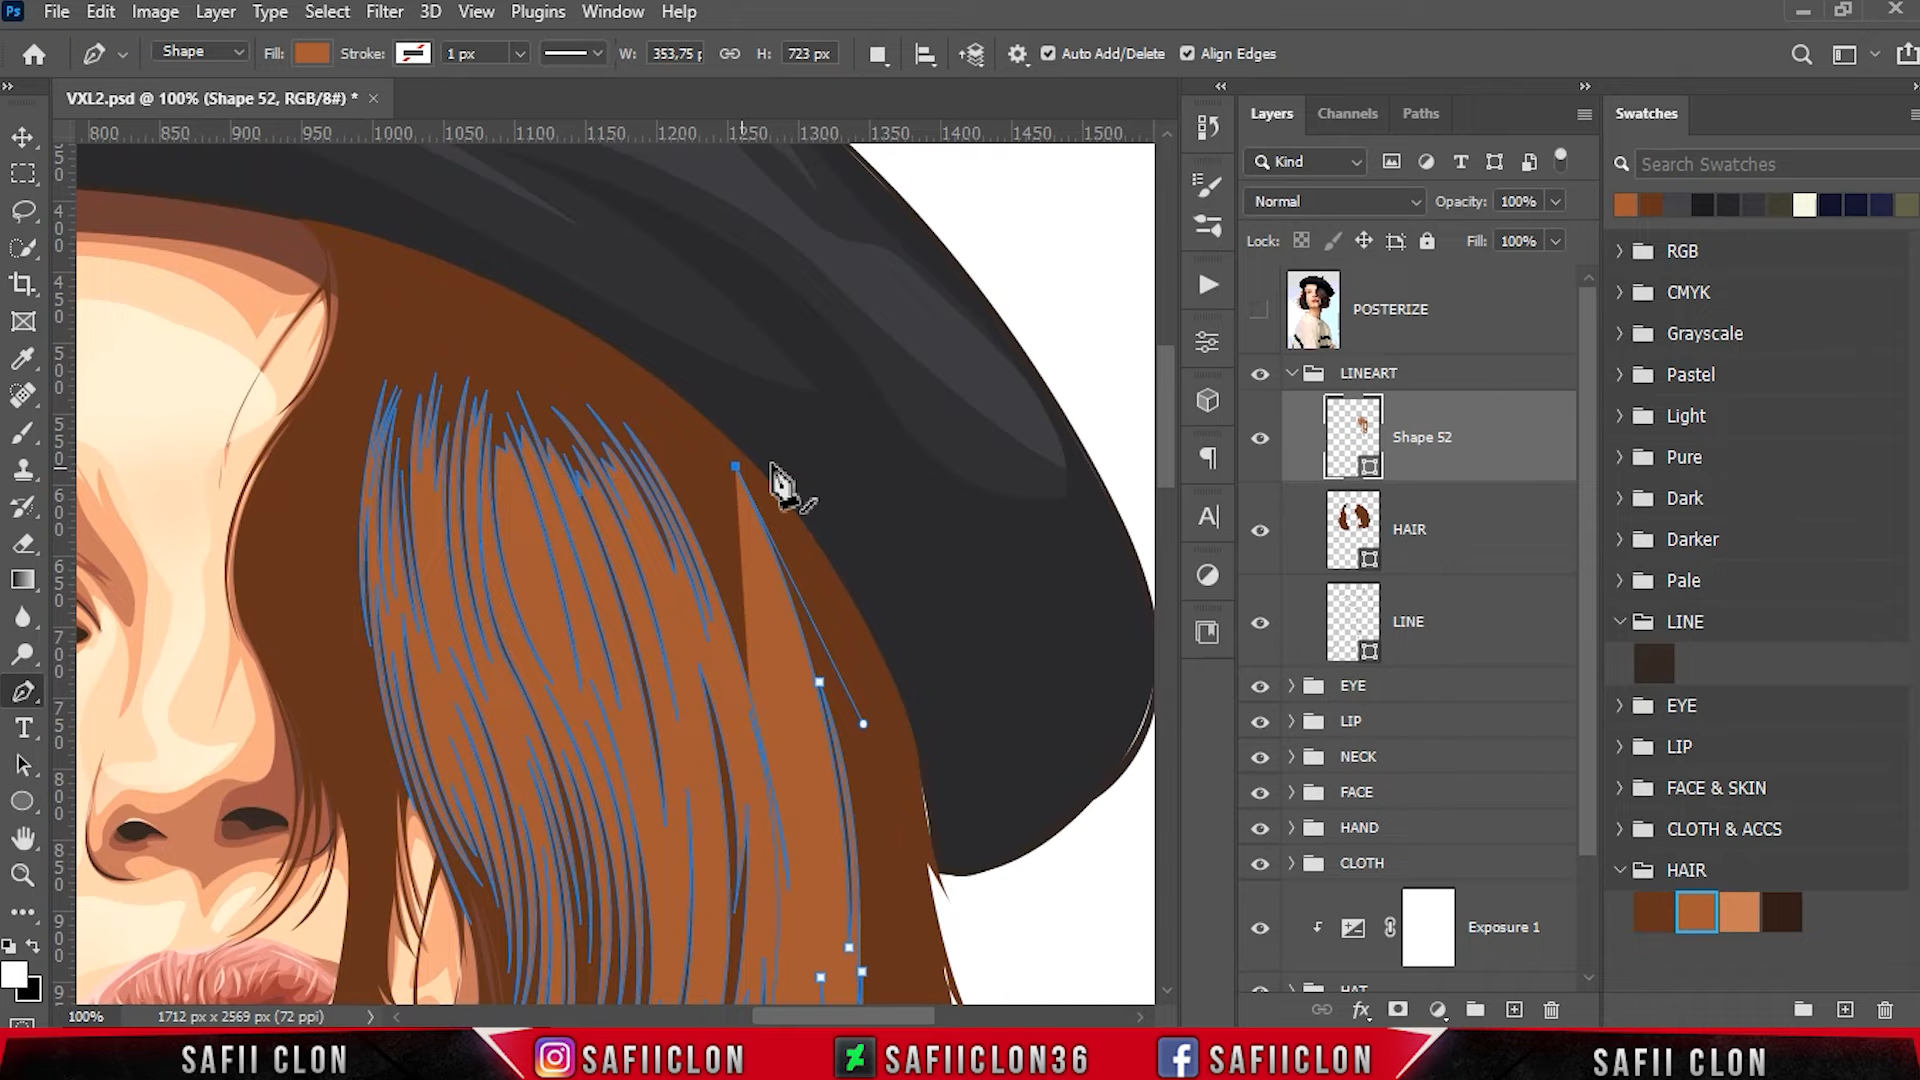 Ps File Edit Image Layer Type Select Filter 3D View Plugins Window Help
Shape Fill: Stroke: 1 px W: 353,75 p H: 723 px Auto Add/Delete Align Edges
VXL2.psd @ 100% (Shape 52, RGB/8#) *
800 850 900 950 1000 1050 1100 1150 1200 1250 1300 1350 1400 1450 1500
Layers Channels Paths
Kind
Normal Opacity: 100%
Lock: Fill: 100%
POSTERIZE
LINEART
Shape 52
HAIR
LINE
EYE
LIP
NECK
FACE
HAND
CLOTH
Exposure 1
HAT
Swatches
Search Swatches
RGB
CMYK
Grayscale
Pastel
Light
Pure
Dark
Darker
Pale
LINE
EYE
LIP
FACE & SKIN
CLOTH & ACCS
HAIR
100% 1712 px x 2569 px (72 ppi)
SAFII CLON SAFIICLON SAFIICLON36 SAFIICLON SAFII CLON